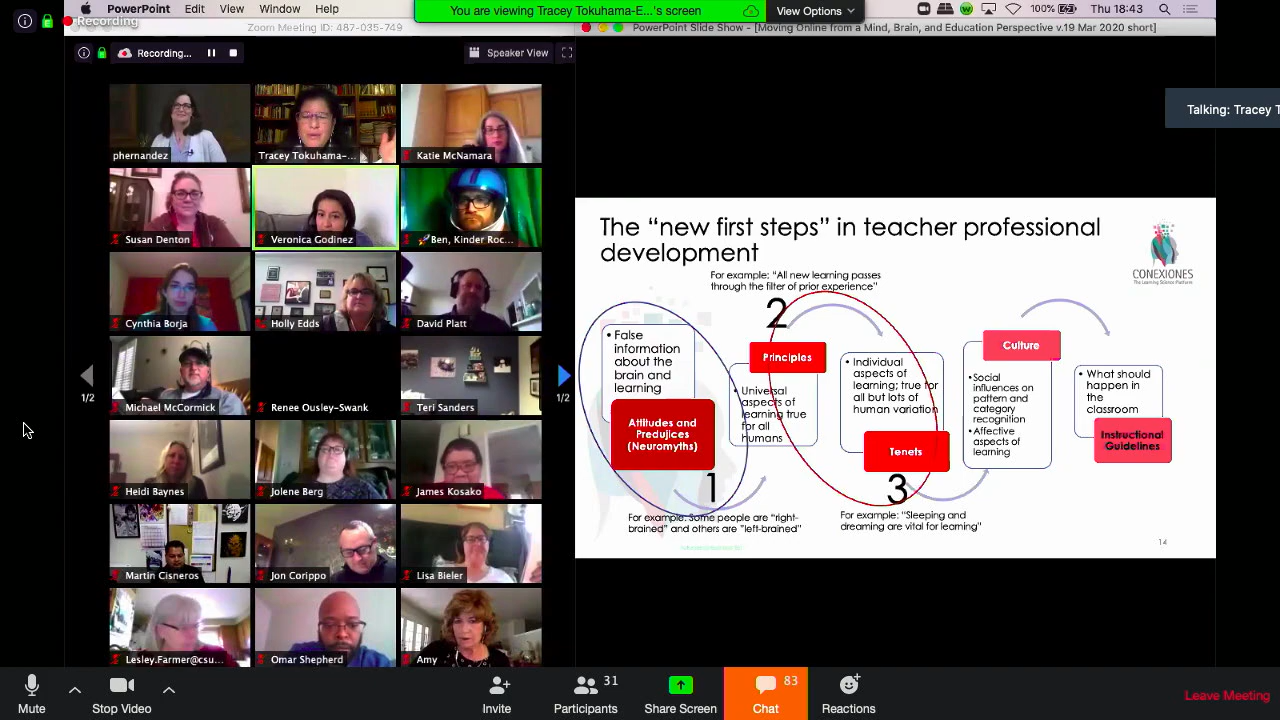 PowerPoint Edit View Window Help
You are viewing Tracey Tokuhama-E...'s screen
View Options
100%
Thu 18:43
Recording
Zoom Meeting ID: 487-035-749
PowerPoint Slide Show - [Moving Online from a Mind, Brain, and Education Perspective v.19 Mar 2020 short]
Recording...
Speaker View
Talking: Tracey T
phernandez
Tracey Tokuhama-...
Katie McNamara
Susan Denton
Veronica Godinez
🚀Ben, Kinder Roc...
Cynthia Borja
Holly Edds
David Platt
Michael McCormick
Renee Ousley-Swank
Teri Sanders
1/2
1/2
Heidi Baynes
Jolene Berg
James Kosako
Martin Cisneros
Jon Corippo
Lisa Bieler
Lesley.Farmer@csu...
Omar Shepherd
Amy
The “new first steps” in teacher professional
development
CONEXIONES
The Learning Science Platform
For example: “All new learning passes
through the filter of prior experience”
• False
information
about the
brain and
learning
Attitudes and
Predujices
(Neuromyths)
1
For example: Some people are “right-
brained” and others are “left-brained”
2
Principles
• Universal
aspects of
learning true
for all
humans
• Individual
aspects of
learning; true for
all but lots of
human variation
Tenets
3
For example: “Sleeping and
dreaming are vital for learning”
Culture
• Social
influences on
pattern and
category
recognition
• Affective
aspects of
learning
• What should
happen in
the
classroom
Instructional
Guidelines
14
Mute
Stop Video
Invite
Participants
31
Share Screen
Chat
83
Reactions
Leave Meeting